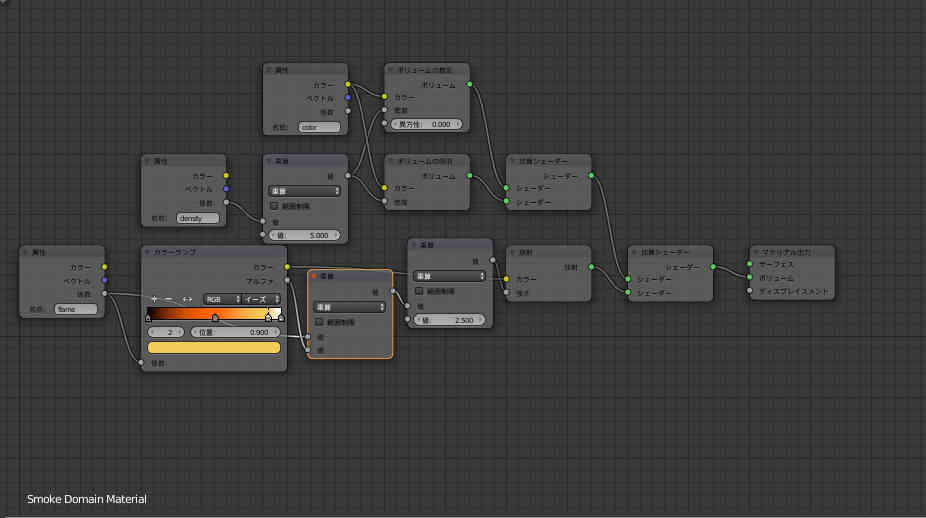 属性
カラー
ベクトル
係数
名前:
color
ボリュームの散乱
ボリューム
カラー
密度
異方性: 0.000
属性
カラー
ベクトル
係数
名前:
density
乗算
値
乗算
範囲制限
値
値: 5.000
ボリュームの吸収
ボリューム
カラー
密度
加算シェーダー
シェーダー
シェーダー
シェーダー
属性
カラー
ベクトル
係数
名前:
flame
カラーランプ
カラー
アルファ
RGB
イーズ
2
位置: 0.900
係数
乗算
値
乗算
範囲制限
値
値
乗算
値
乗算
範囲制限
値
値: 2.500
放射
放射
カラー
強さ
加算シェーダー
シェーダー
シェーダー
シェーダー
マテリアル出力
サーフェス
ボリューム
ディスプレイスメント
Smoke Domain Material